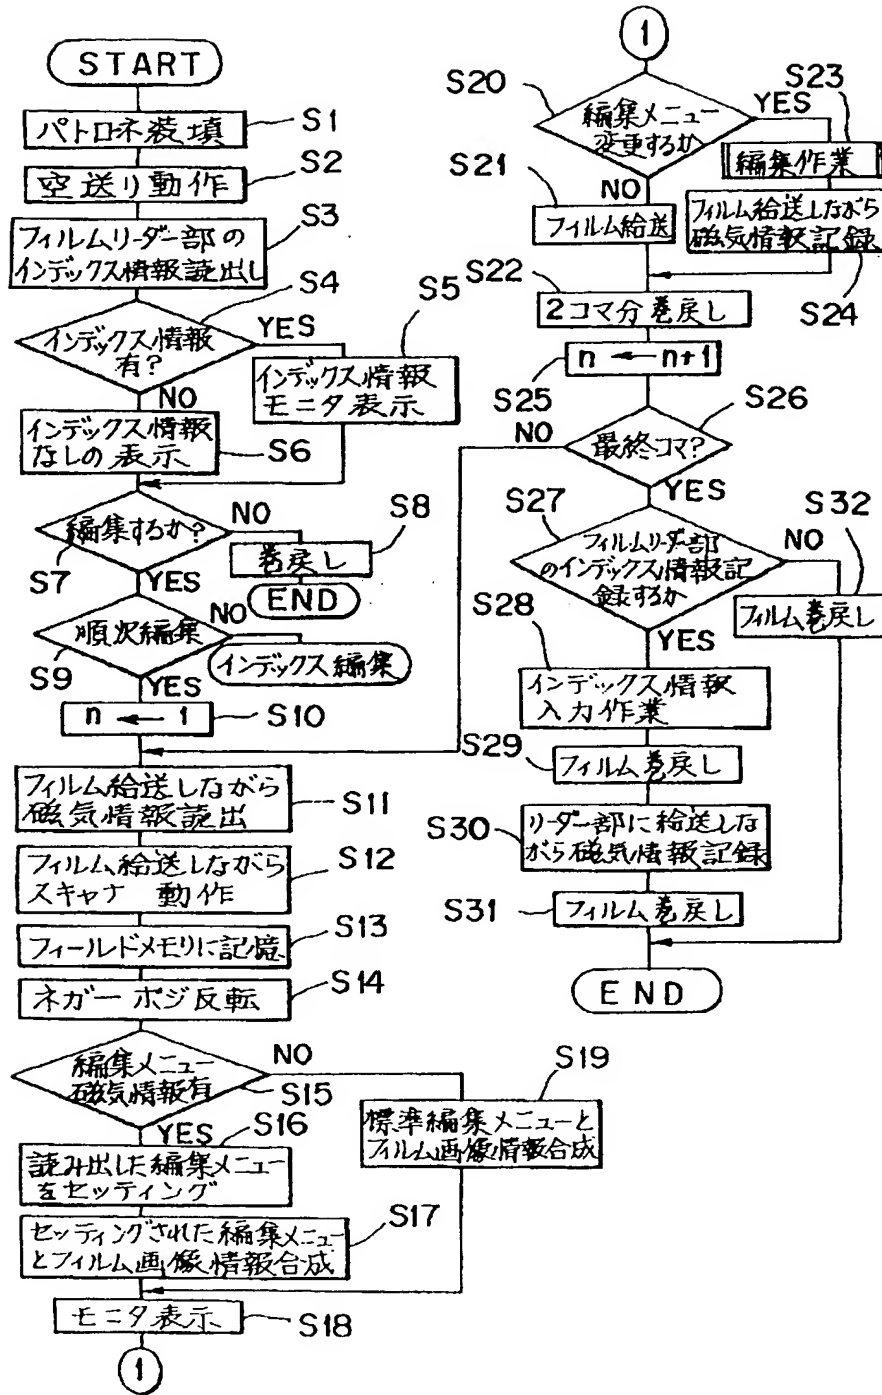 START
パトロネ装填
S1
空送り動作
S2
フィルムリーダー部の
インデックス情報読出し
S3
インデックス情報
有?
S4
YES
S5
インデックス情報
モニタ表示
NO
インデックス情報
なしの表示
S6
編集するか?
S7
NO
S8
巻戻し
END
YES
順次編集
S9
NO
インデックス編集
YES
n ← 1
S10
フィルム給送しながら
磁気情報読出
S11
フィルム給送しながら
スキャナ 動作
S12
フィールドメモリに記憶
S13
ネガーポジ反転
S14
編集メニュー
磁気情報有
S15
NO
S19
標準編集メニューと
フィルム画像情報合成
YES
S16
読み出した編集メニュー
をセッティング
セッティングされた編集メニュー
とフィルム画像情報合成
S17
モニタ表示
S18
1
1
S20
編集メニュー
変更するか
YES
S23
編集作業
S21
NO
フィルム給送
フィルム給送しながら
磁気情報記録
S24
S22
2コマ分巻戻し
n ← n+1
S25
S26
最終コマ?
NO
YES
S27
フィルムリーダー部
のインデックス情報記
録するか
NO
S32
フィルム巻戻し
S28
YES
インデックス情報
入力作業
S29
フィルム巻戻し
S30
リーダー部に給送しな
がら磁気情報記録
S31
フィルム巻戻し
END